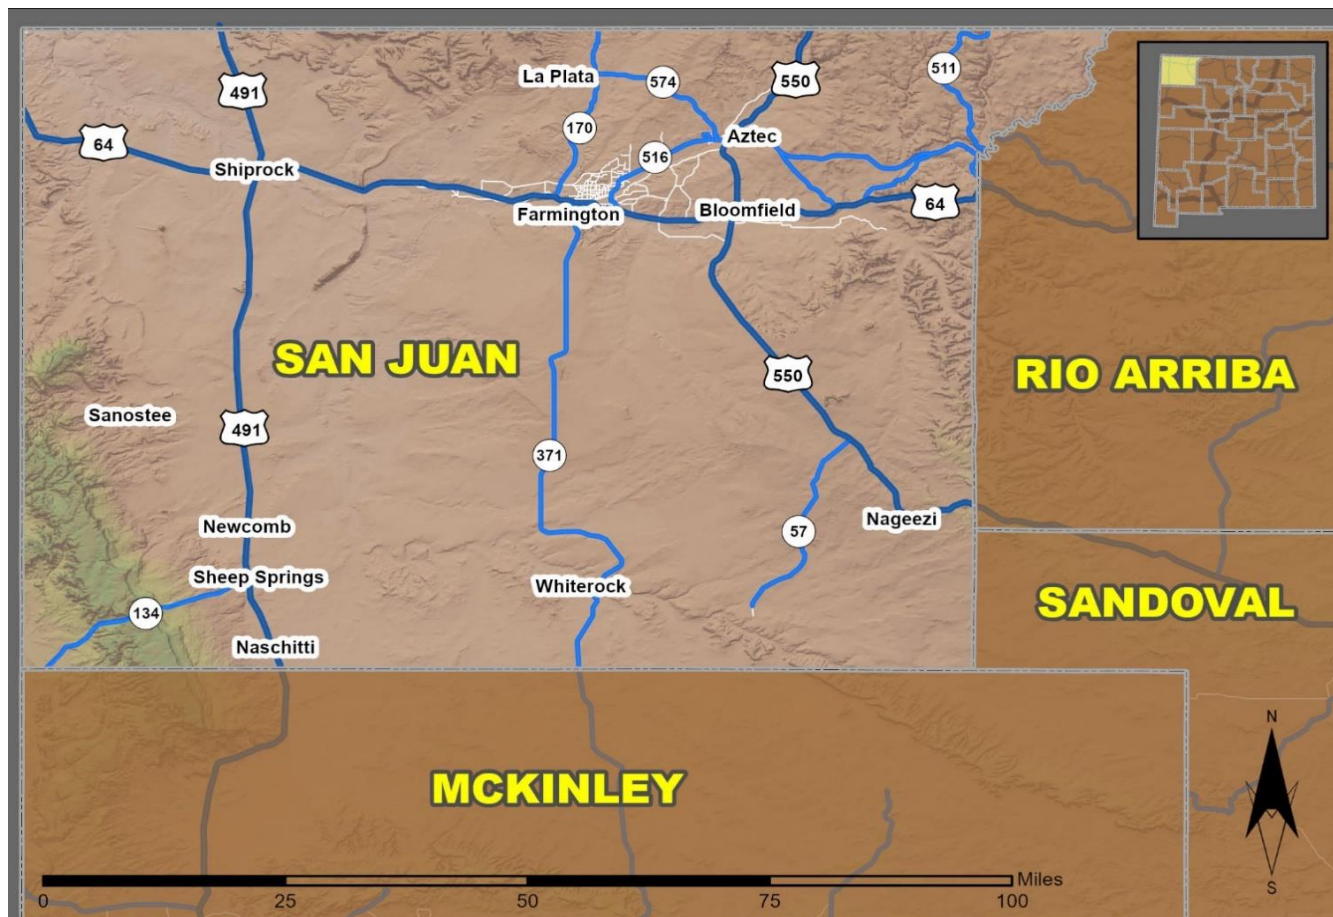 491
La Plata
574
550
511
64
170
Aztec
516
Shiprock
Farmington
Bloomfield
64
SAN JUAN
550
RIO ARRIBA
Sanostee
491
371
Newcomb
Nageezi
57
Sheep Springs
Whiterock
134
SANDOVAL
Naschitti
N
MCKINLEY
S
Miles
0 25 50 75 100